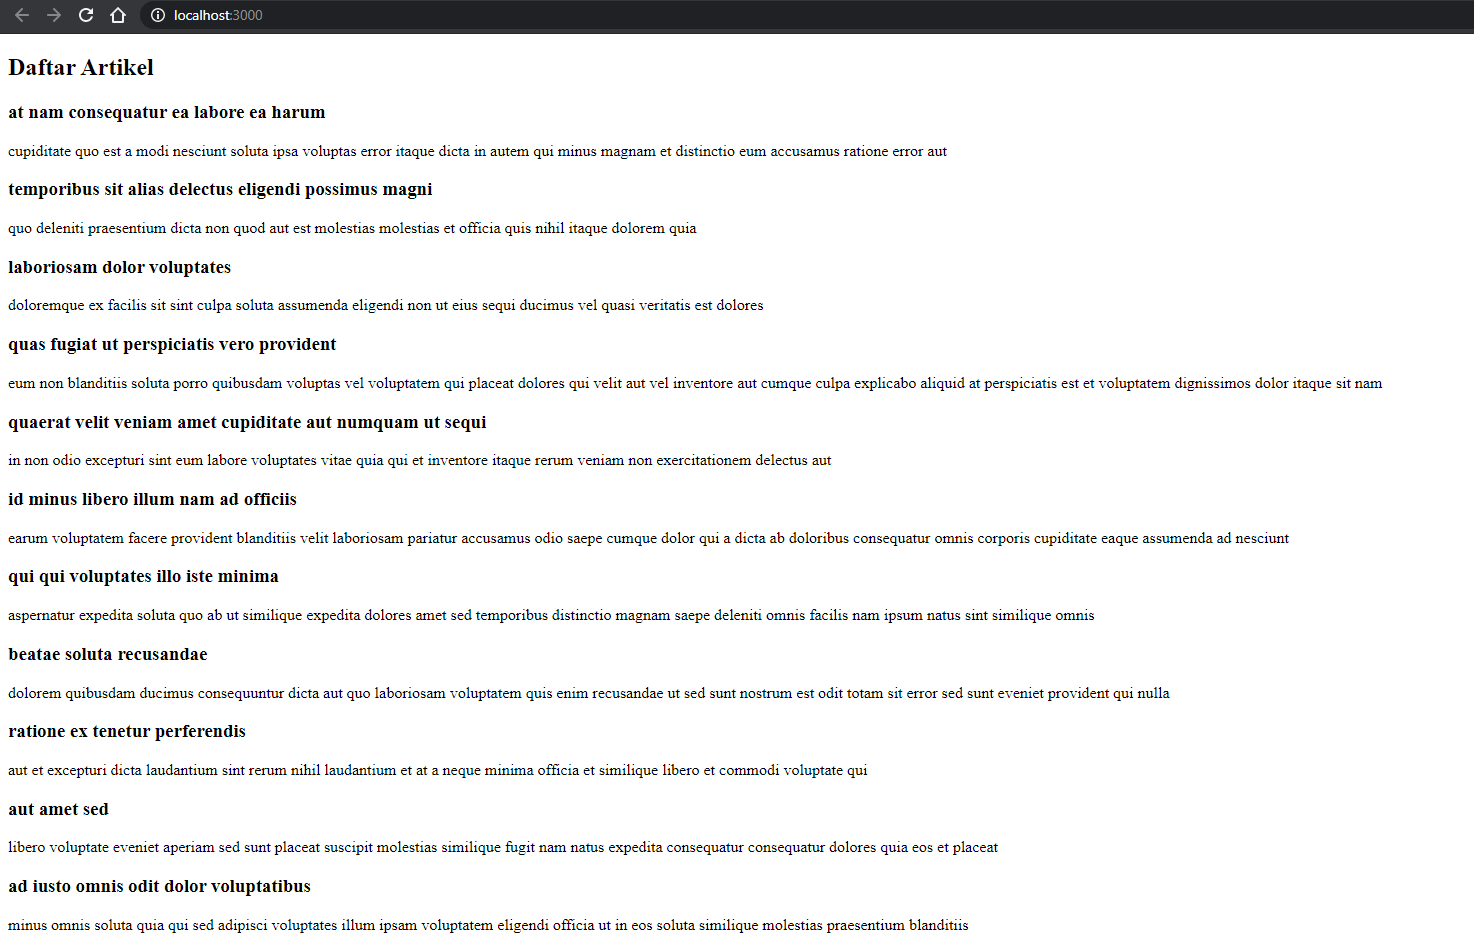 localhost:3000
Daftar Artikel
at nam consequatur ea labore ea harum
cupiditate quo est a modi nesciunt soluta ipsa voluptas error itaque dicta in autem qui minus magnam et distinctio eum accusamus ratione error aut
temporibus sit alias delectus eligendi possimus magni
quo deleniti praesentium dicta non quod aut est molestias molestias et officia quis nihil itaque dolorem quia
laboriosam dolor voluptates
doloremque ex facilis sit sint culpa soluta assumenda eligendi non ut eius sequi ducimus vel quasi veritatis est dolores
quas fugiat ut perspiciatis vero provident
eum non blanditiis soluta porro quibusdam voluptas vel voluptatem qui placeat dolores qui velit aut vel inventore aut cumque culpa explicabo aliquid at perspiciatis est et voluptatem dignissimos dolor itaque sit nam
quaerat velit veniam amet cupiditate aut numquam ut sequi
in non odio excepturi sint eum labore voluptates vitae quia qui et inventore itaque rerum veniam non exercitationem delectus aut
id minus libero illum nam ad officiis
earum voluptatem facere provident blanditiis velit laboriosam pariatur accusamus odio saepe cumque dolor qui a dicta ab doloribus consequatur omnis corporis cupiditate eaque assumenda ad nesciunt
qui qui voluptates illo iste minima
aspernatur expedita soluta quo ab ut similique expedita dolores amet sed temporibus distinctio magnam saepe deleniti omnis facilis nam ipsum natus sint similique omnis
beatae soluta recusandae
dolorem quibusdam ducimus consequuntur dicta aut quo laboriosam voluptatem quis enim recusandae ut sed sunt nostrum est odit totam sit error sed sunt eveniet provident qui nulla
ratione ex tenetur perferendis
aut et excepturi dicta laudantium sint rerum nihil laudantium et at a neque minima officia et similique libero et commodi voluptate qui
aut amet sed
libero voluptate eveniet aperiam sed sunt placeat suscipit molestias similique fugit nam natus expedita consequatur consequatur dolores quia eos et placeat
ad iusto omnis odit dolor voluptatibus
minus omnis soluta quia qui sed adipisci voluptates illum ipsam voluptatem eligendi officia ut in eos soluta similique molestias praesentium blanditiis